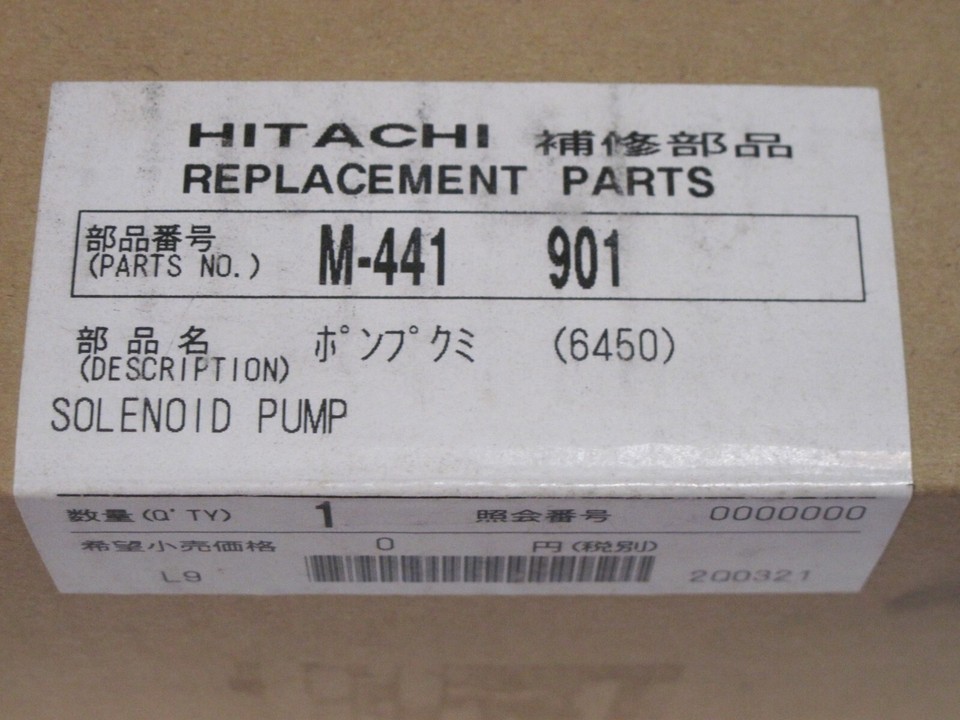 HITACHI 補修部品
REPLACEMENT PARTS
部品番号 M-441 901
(PARTS NO.)
部品名 ﾎﾟﾝﾌﾟｸﾐ (6450)
(DESCRIPTION)
SOLENOID PUMP
数量(Q'TY) 1 照会番号 0000000
希望小売価格 0 円(税別)
L9 200321